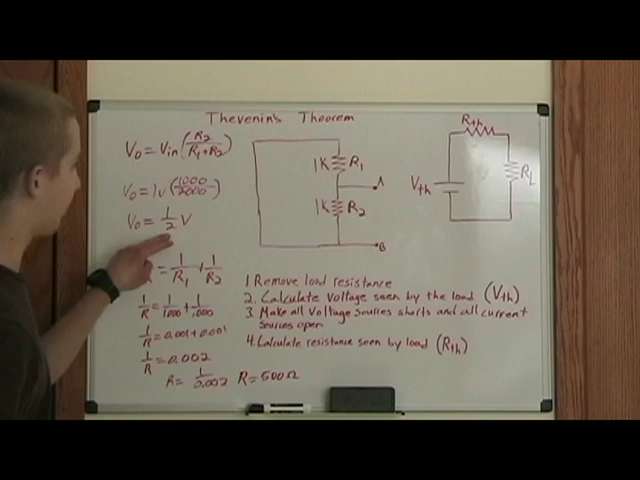 Thevenin's Theorem
V₀ = Vin (R₂ / R₁ + R₂)
V₀ = 1v (1000 / 2000)
V₀ = 1/2 V
= 1/R₁ + 1/R₂
1/R = 1/1000 + 1/1000
1/R = 0.001 + 0.001
1/R = 0.002
R = 1/0.002 R = 500Ω
1K R₁
A
1K R₂
B
Rth
Vth
RL
1 Remove load resistance
2. Calculate voltage seen by the load (Vth)
3. Make all voltage sources shorts and all current
sources open
4. Calculate resistance seen by load (Rth)